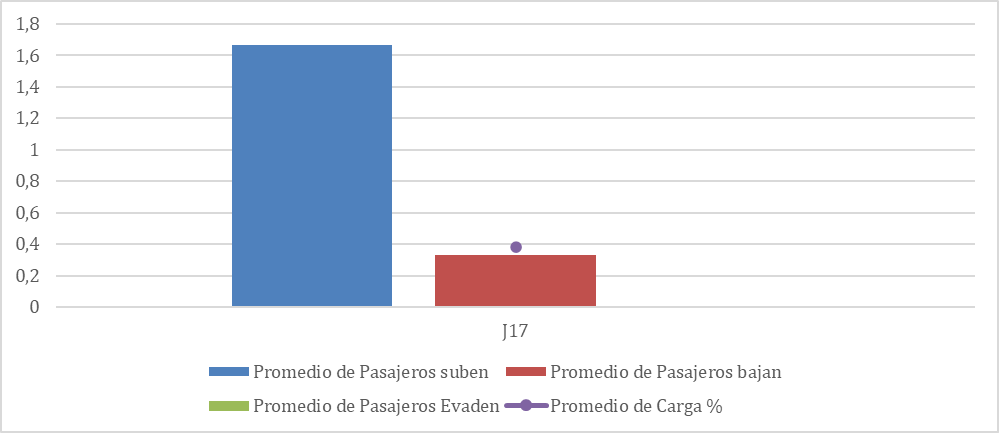 1,8
1,6
1,4
1,2
1
0,8
0,6
0,4
0,2
0
J17
Promedio de Pasajeros suben
Promedio de Pasajeros bajan
Promedio de Pasajeros Evaden
Promedio de Carga %